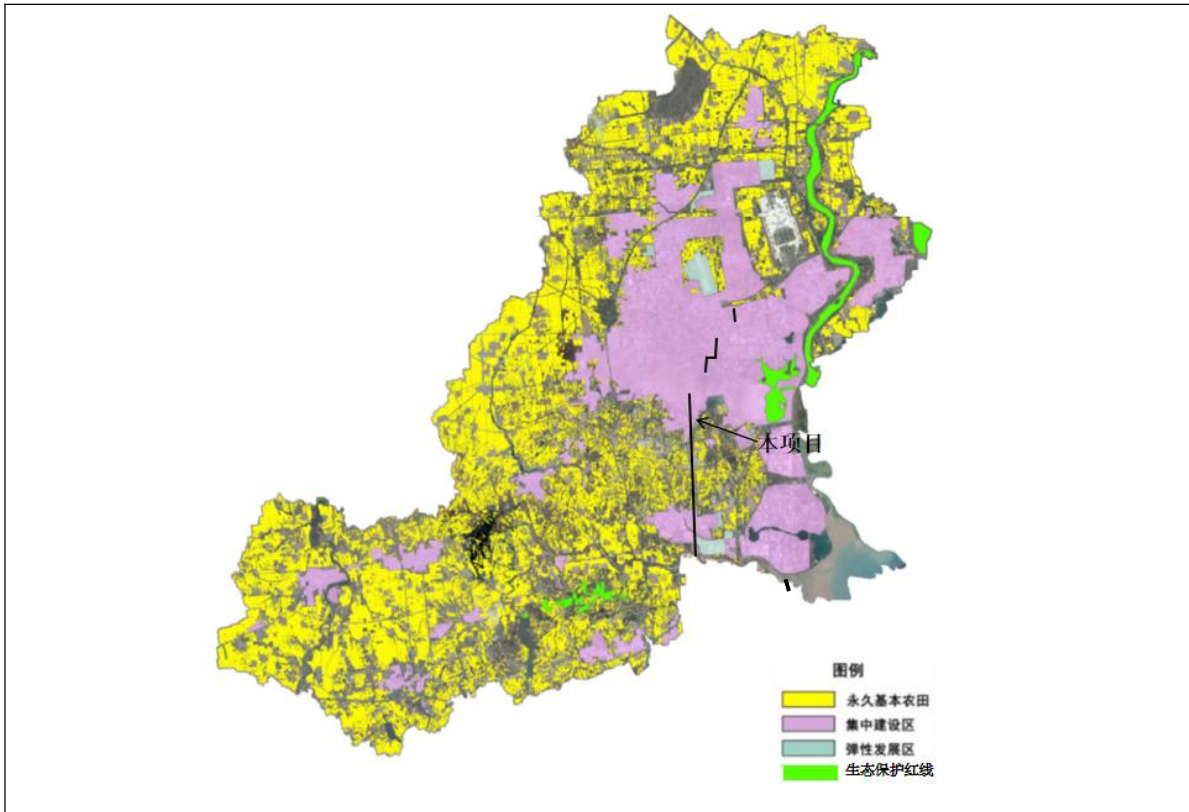 本项目
图例
永久基本农田
集中建设区
弹性发展区
生态保护红线